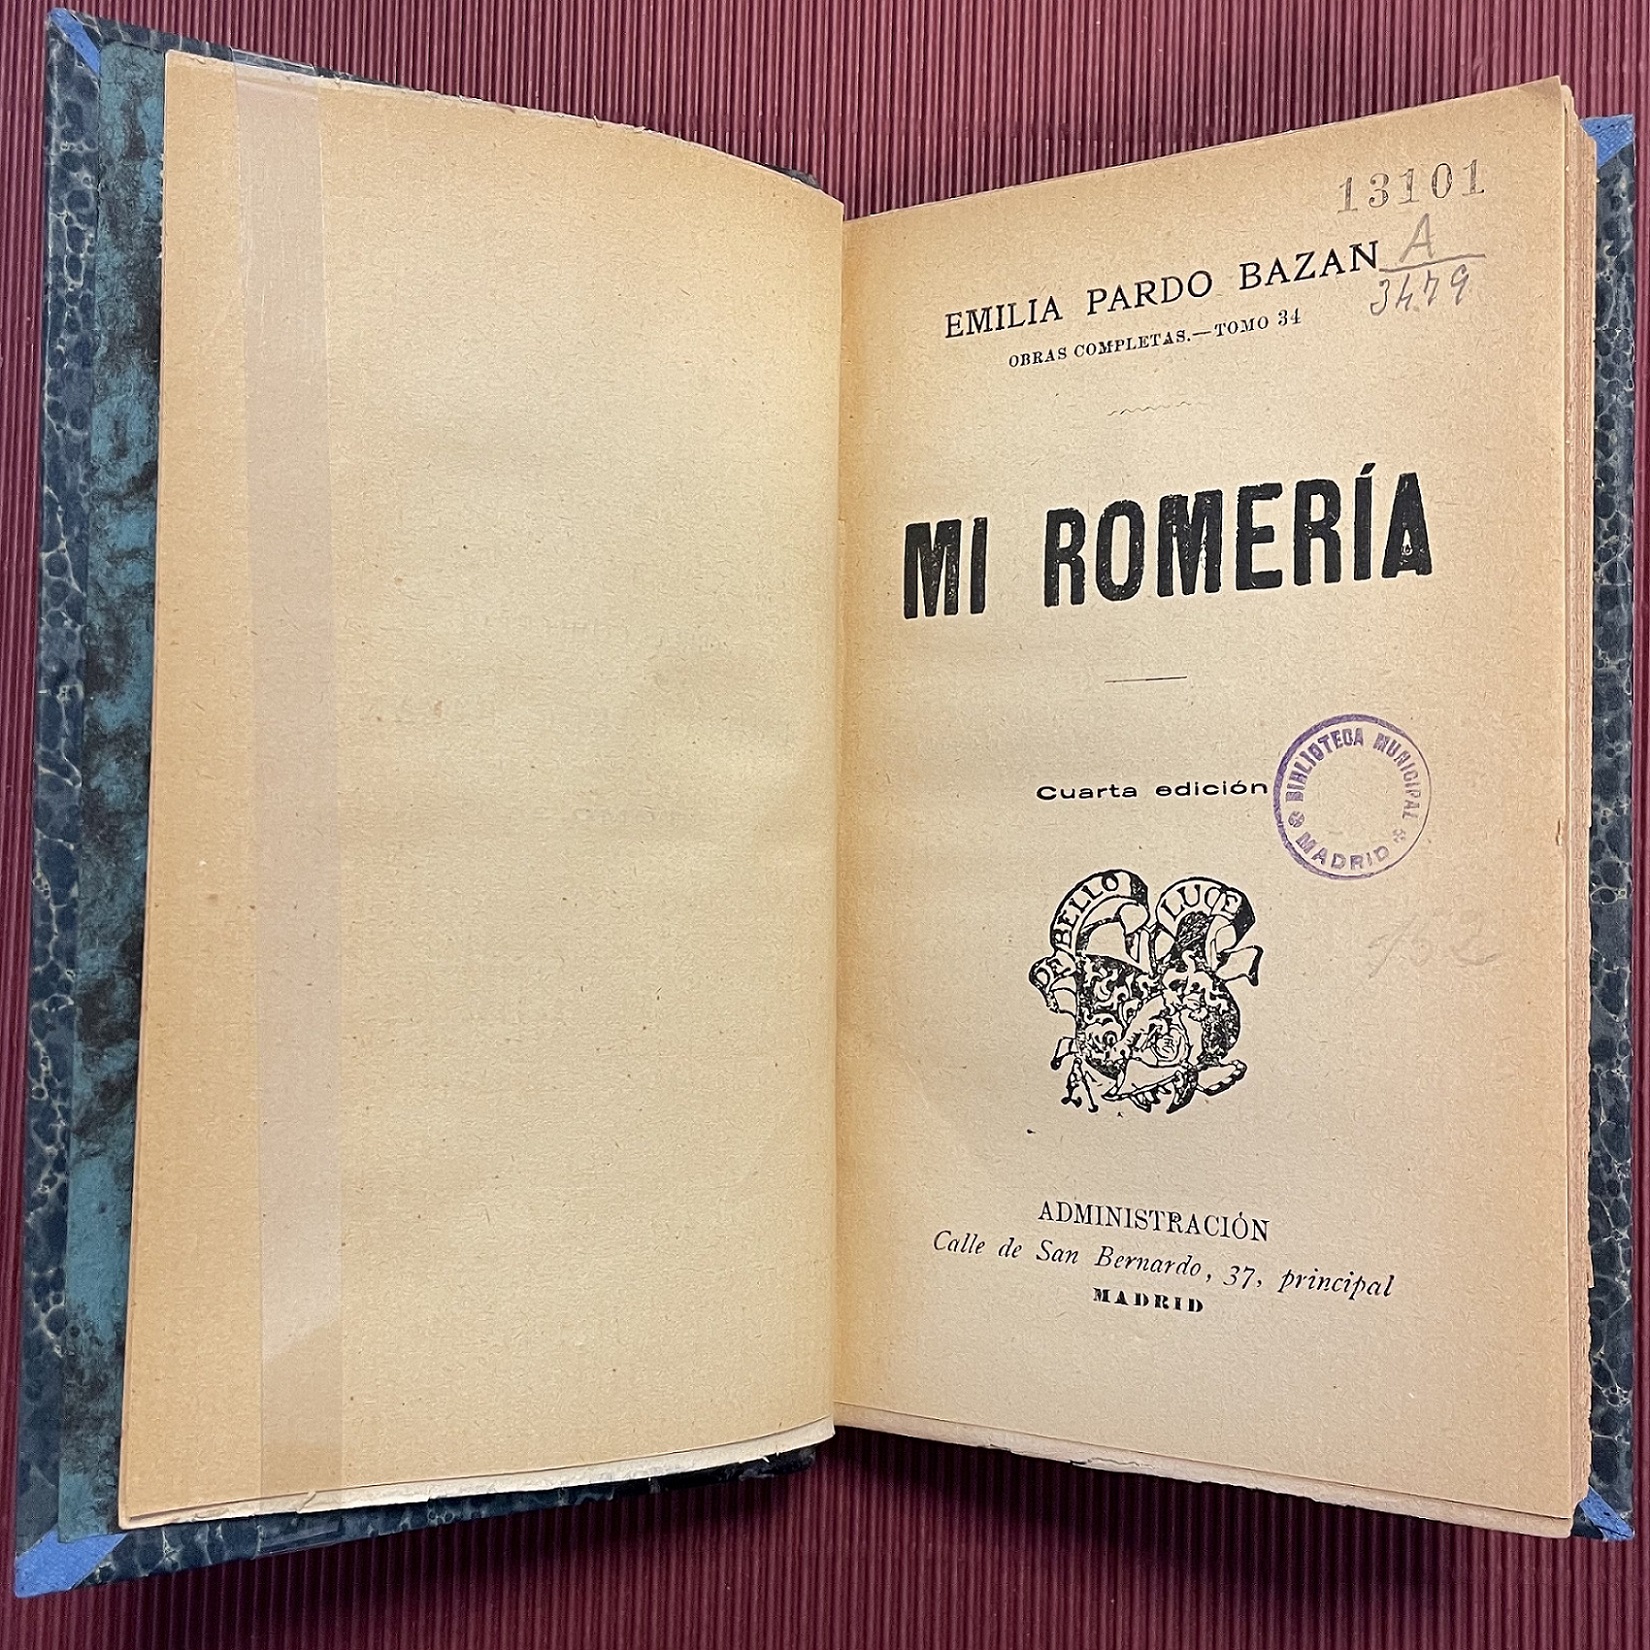 13101
A
3479
EMILIA PARDO BAZAN
OBRAS COMPLETAS.—TOMO 34
MI ROMERÍA
Cuarta edición
BIBLIOTECA MUNICIPAL
MADRID
DE BELLO LUCE
ADMINISTRACIÓN
Calle de San Bernardo, 37, principal
MADRID